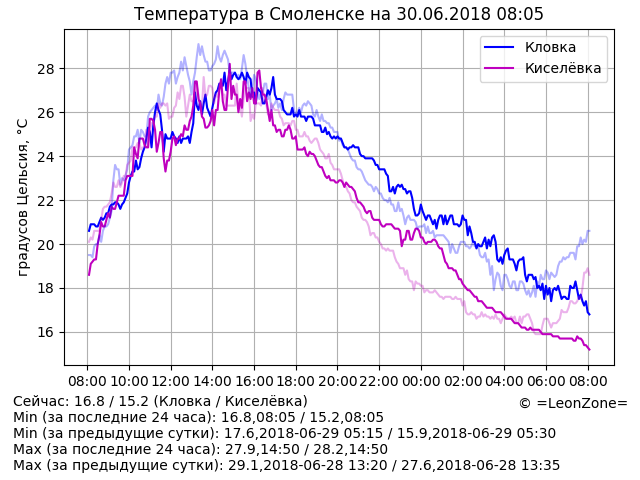 Температура в Смоленске на 30.06.2018 08:05
градусов Цельсия, °C
28
26
24
22
20
18
16
Кловка
Киселёвка
08:00 10:00 12:00 14:00 16:00 18:00 20:00 22:00 00:00 02:00 04:00 06:00 08:00
Сейчас: 16.8 / 15.2 (Кловка / Киселёвка)
© =LeonZone=
Min (за последние 24 часа): 16.8,08:05 / 15.2,08:05
Min (за предыдущие сутки): 17.6,2018-06-29 05:15 / 15.9,2018-06-29 05:30
Max (за последние 24 часа): 27.9,14:50 / 28.2,14:50
Max (за предыдущие сутки): 29.1,2018-06-28 13:20 / 27.6,2018-06-28 13:35